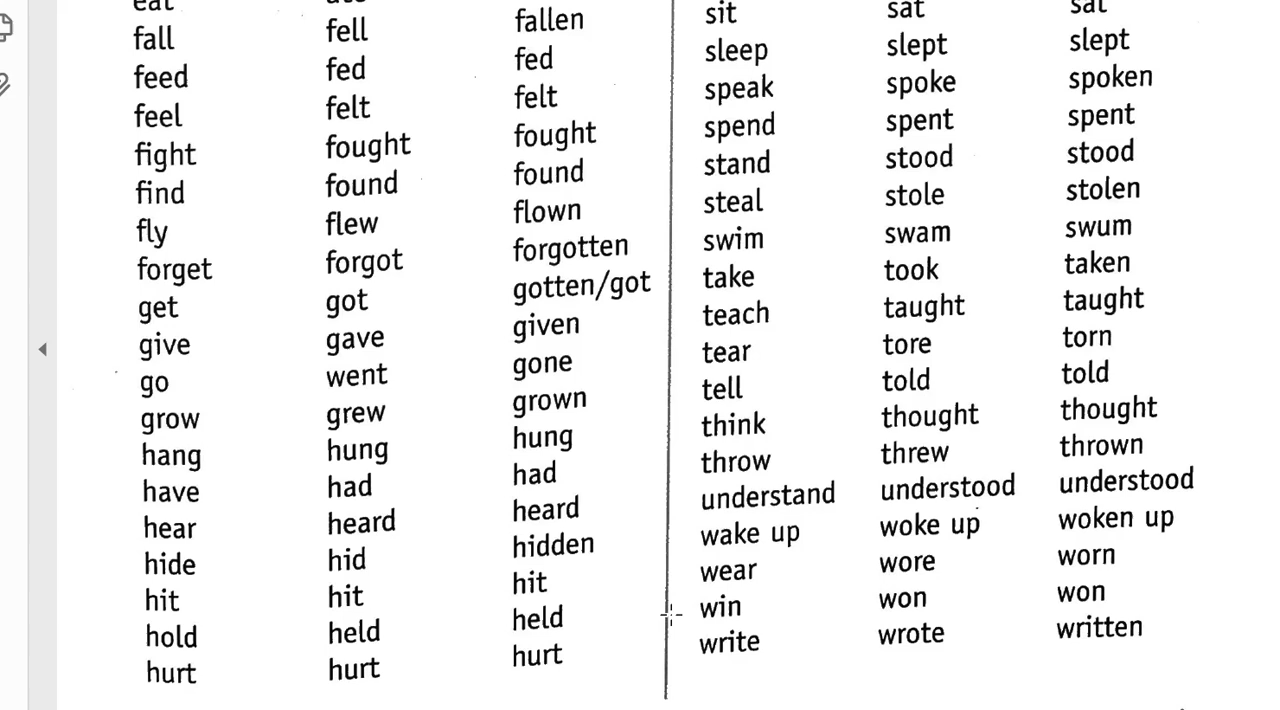 eat ate
fall fell fallen
feed fed fed
feel felt felt
fight fought fought
find found found
fly flew flown
forget forgot forgotten
get got gotten/got
give gave given
go went gone
grow grew grown
hang hung hung
have had had
hear heard heard
hide hid hidden
hit hit hit
hold held held
hurt hurt hurt
sit sat sat
sleep slept slept
speak spoke spoken
spend spent spent
stand stood stood
steal stole stolen
swim swam swum
take took taken
teach taught taught
tear tore torn
tell told told
think thought thought
throw threw thrown
understand understood understood
wake up woke up woken up
wear wore worn
win won won
write wrote written